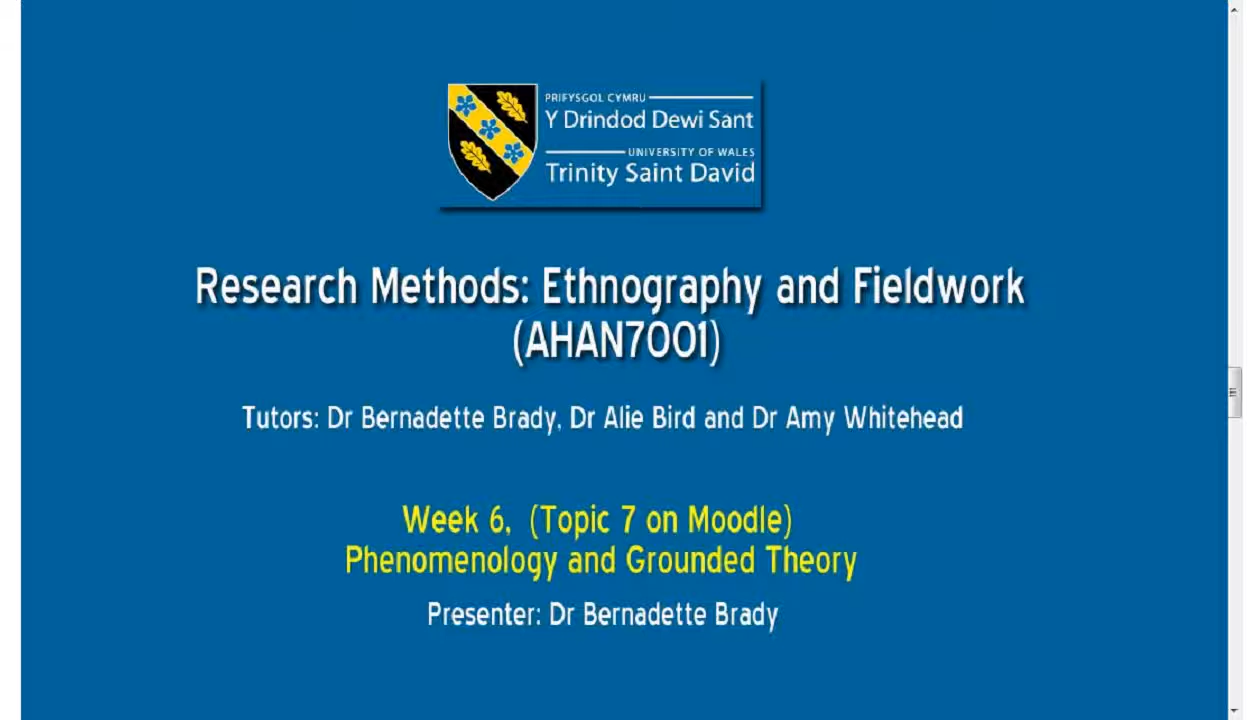 PRIFYSGOL CYMRU
Y Drindod Dewi Sant
UNIVERSITY OF WALES
Trinity Saint David
Research Methods: Ethnography and Fieldwork
(AHAN7001)
Tutors: Dr Bernadette Brady, Dr Alie Bird and Dr Amy Whitehead
Week 6, (Topic 7 on Moodle)
Phenomenology and Grounded Theory
Presenter: Dr Bernadette Brady